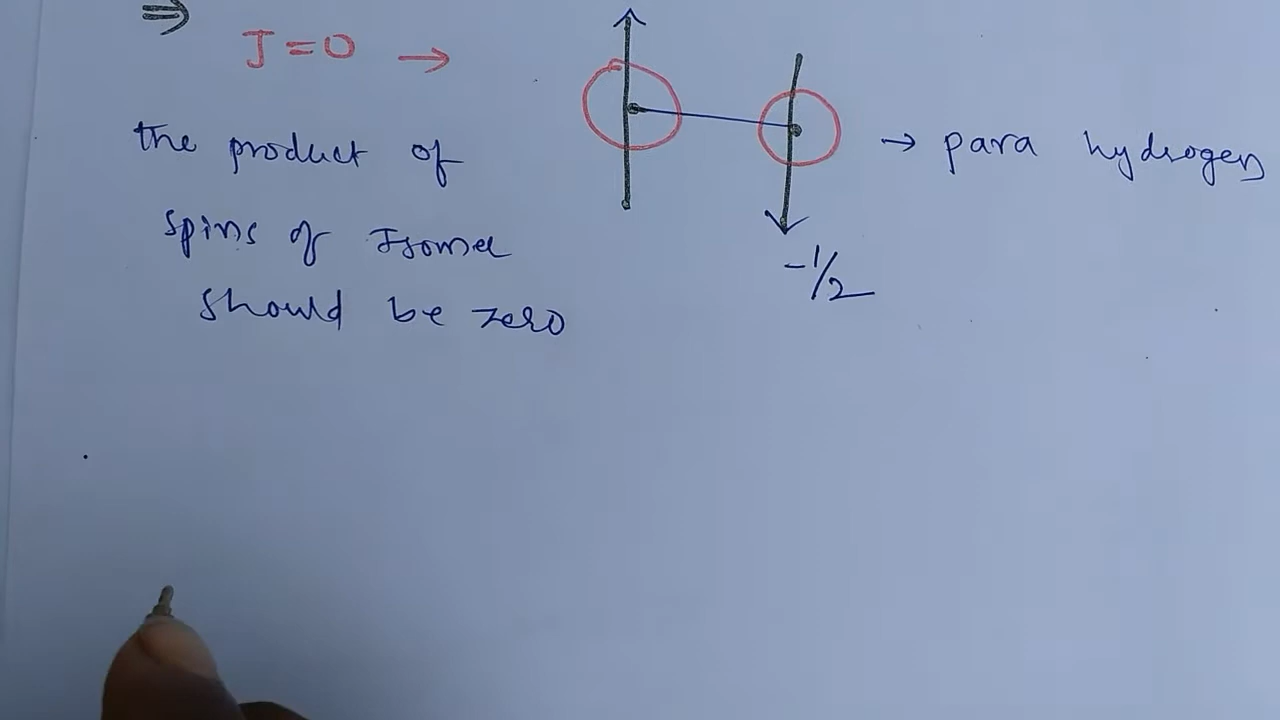 ⇒
J = 0 →
the product of
spins of Isomer
should be zero
→ para hydrogen
-1/2